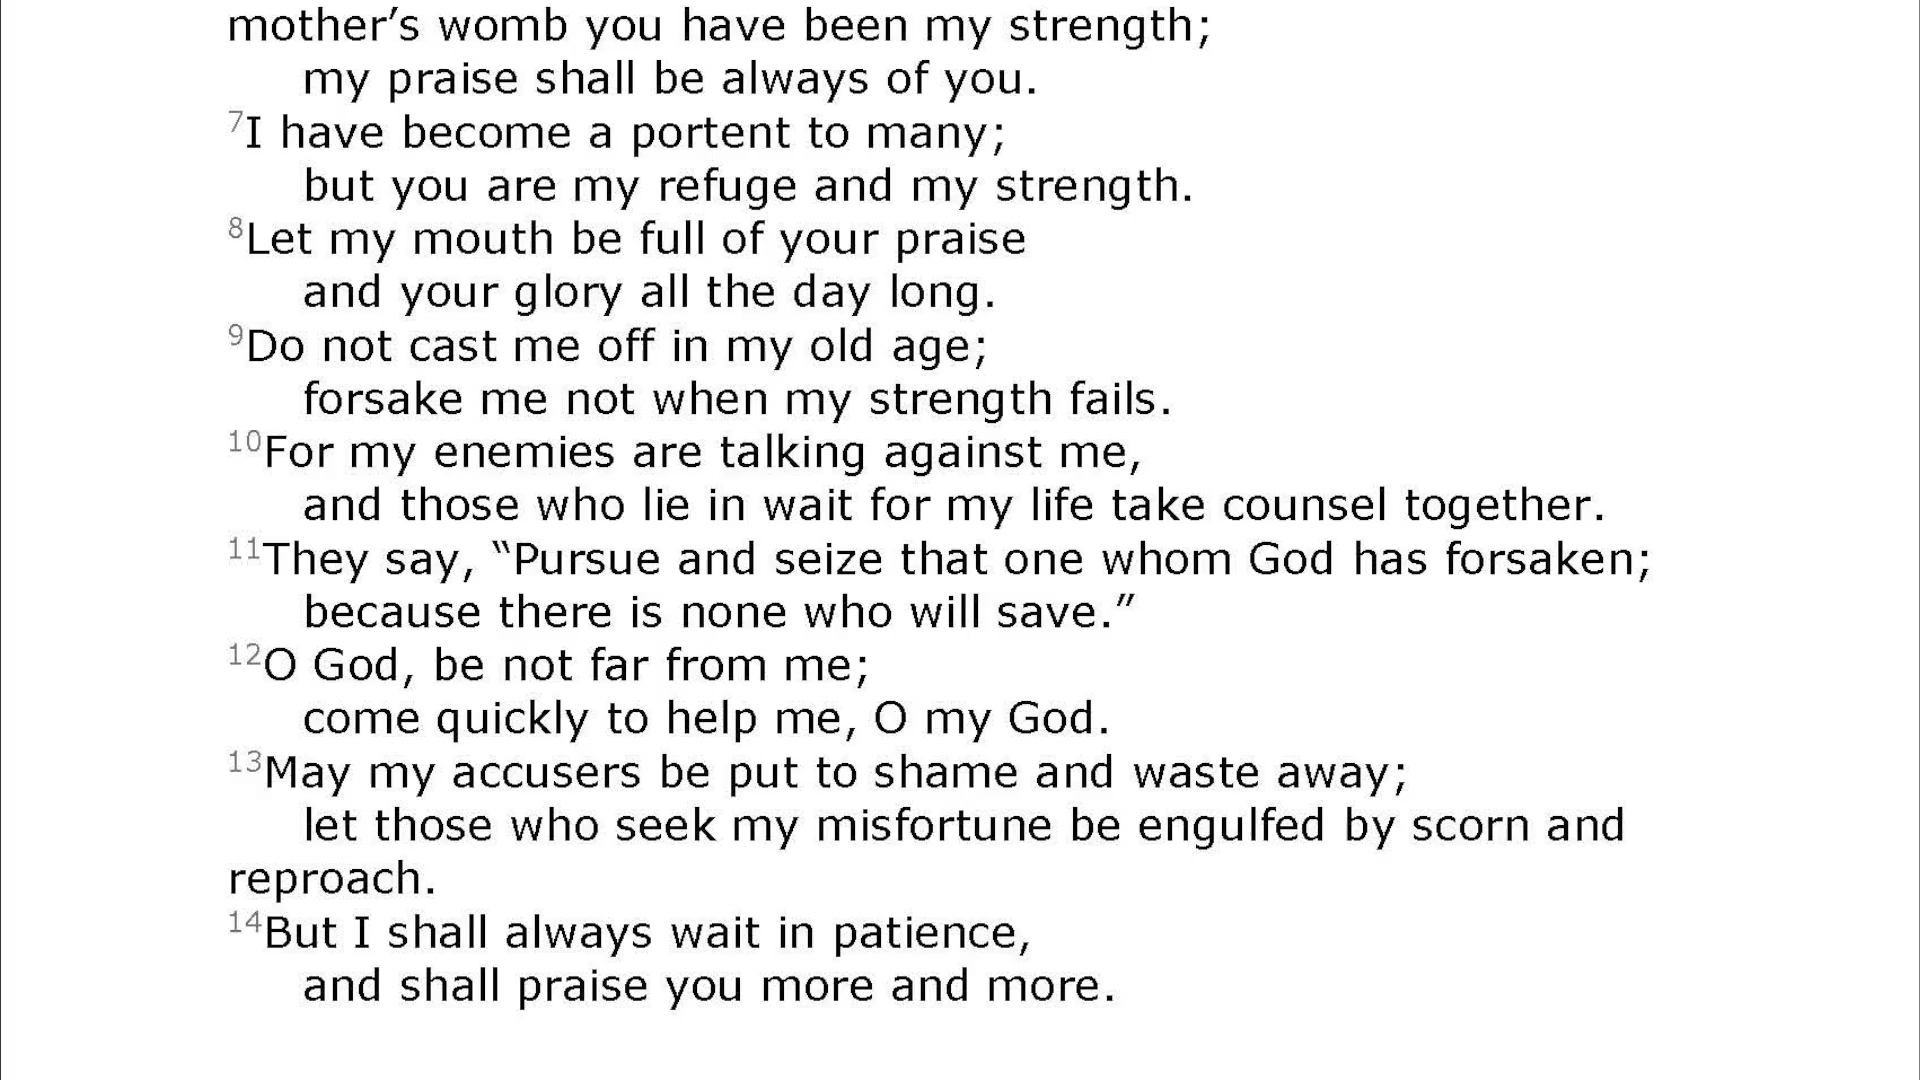 mother’s womb you have been my strength;
my praise shall be always of you.
7I have become a portent to many;
but you are my refuge and my strength.
8Let my mouth be full of your praise
and your glory all the day long.
9Do not cast me off in my old age;
forsake me not when my strength fails.
10For my enemies are talking against me,
and those who lie in wait for my life take counsel together.
11They say, “Pursue and seize that one whom God has forsaken;
because there is none who will save.”
12O God, be not far from me;
come quickly to help me, O my God.
13May my accusers be put to shame and waste away;
let those who seek my misfortune be engulfed by scorn and
reproach.
14But I shall always wait in patience,
and shall praise you more and more.